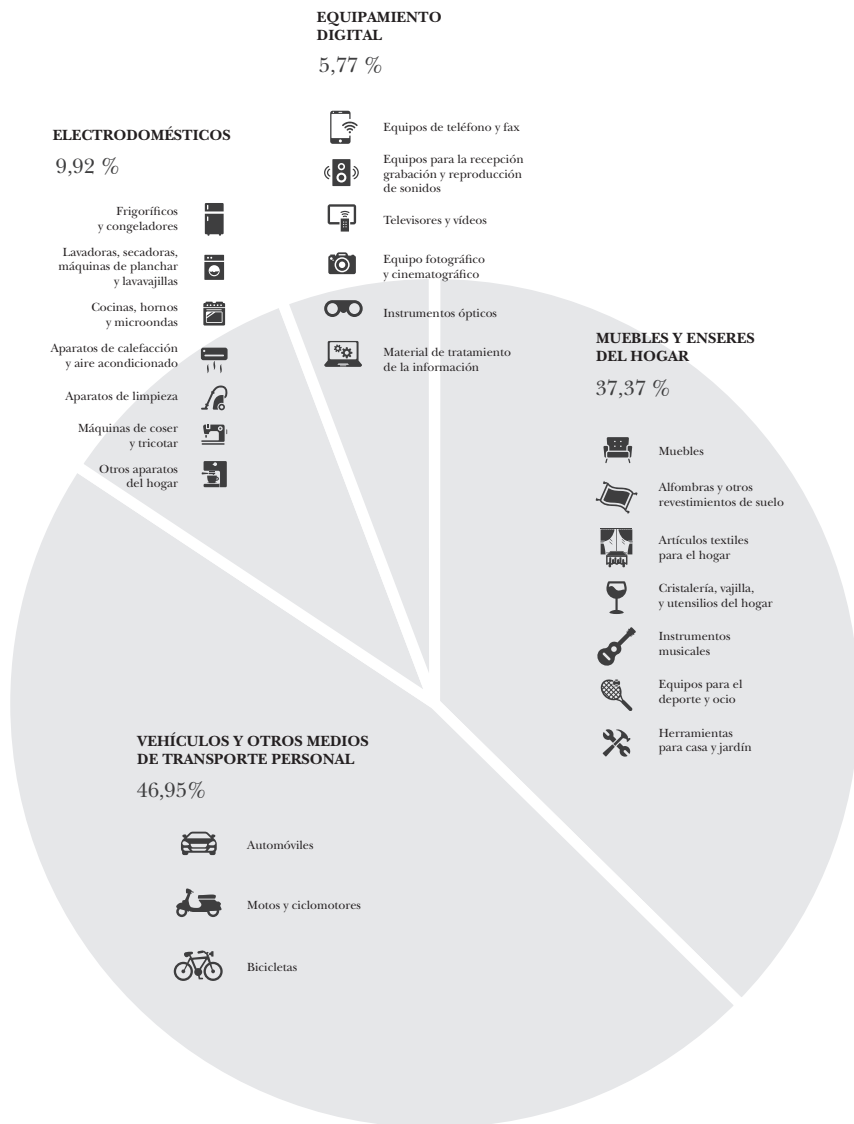 EQUIPAMIENTO
DIGITAL
5,77 %
Equipos de teléfono y fax
Equipos para la recepción
grabación y reproducción
de sonidos
Televisores y vídeos
Equipo fotográfico
y cinematográfico
Instrumentos ópticos
Material de tratamiento
de la información
ELECTRODOMÉSTICOS
9,92 %
Frigoríficos
y congeladores
Lavadoras, secadoras,
máquinas de planchar
y lavavajillas
Cocinas, hornos
y microondas
Aparatos de calefacción
y aire acondicionado
Aparatos de limpieza
Máquinas de coser
y tricotar
Otros aparatos
del hogar
MUEBLES Y ENSERES
DEL HOGAR
37,37 %
Muebles
Alfombras y otros
revestimientos de suelo
Artículos textiles
para el hogar
Cristalería, vajilla,
y utensilios del hogar
Instrumentos
musicales
Equipos para el
deporte y ocio
Herramientas
para casa y jardín
VEHÍCULOS Y OTROS MEDIOS
DE TRANSPORTE PERSONAL
46,95%
Automóviles
Motos y ciclomotores
Bicicletas